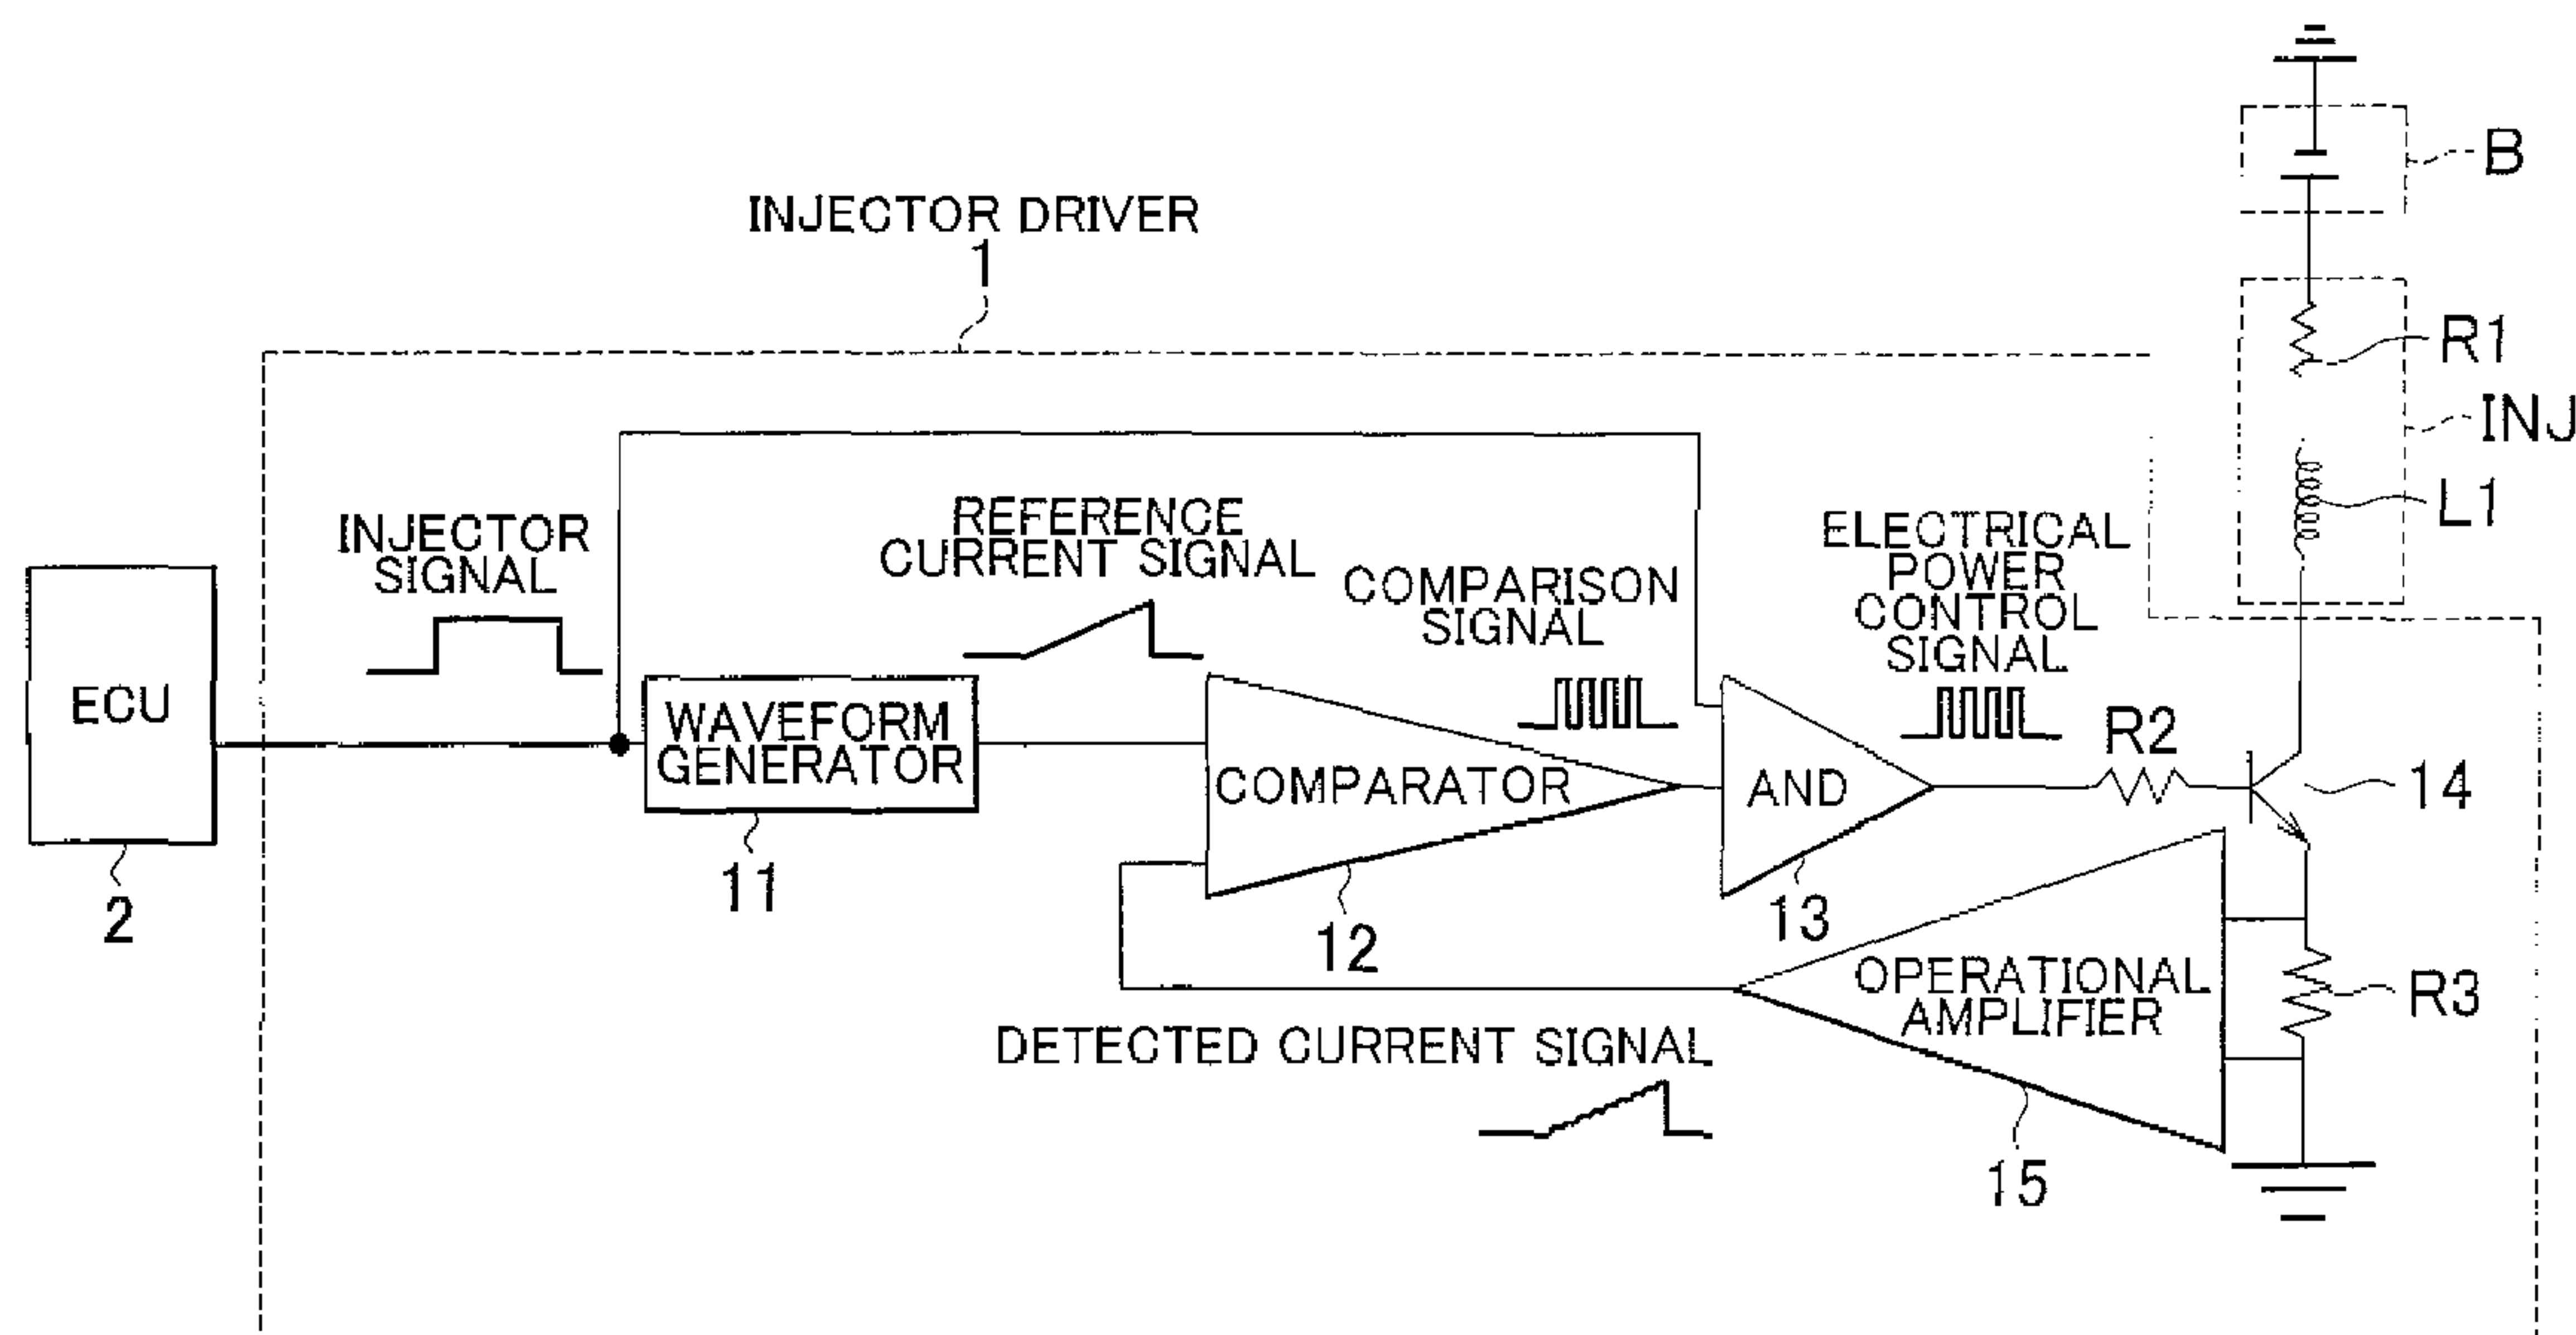 B
INJECTOR DRIVER
1
R1
INJ
L1
INJECTOR
SIGNAL
REFERENCE
CURRENT SIGNAL
COMPARISON
SIGNAL
ELECTRICAL
POWER
CONTROL
SIGNAL
ECU
2
WAVEFORM
GENERATOR
11
COMPARATOR
12
AND
13
R2
14
OPERATIONAL
AMPLIFIER
15
R3
DETECTED CURRENT SIGNAL